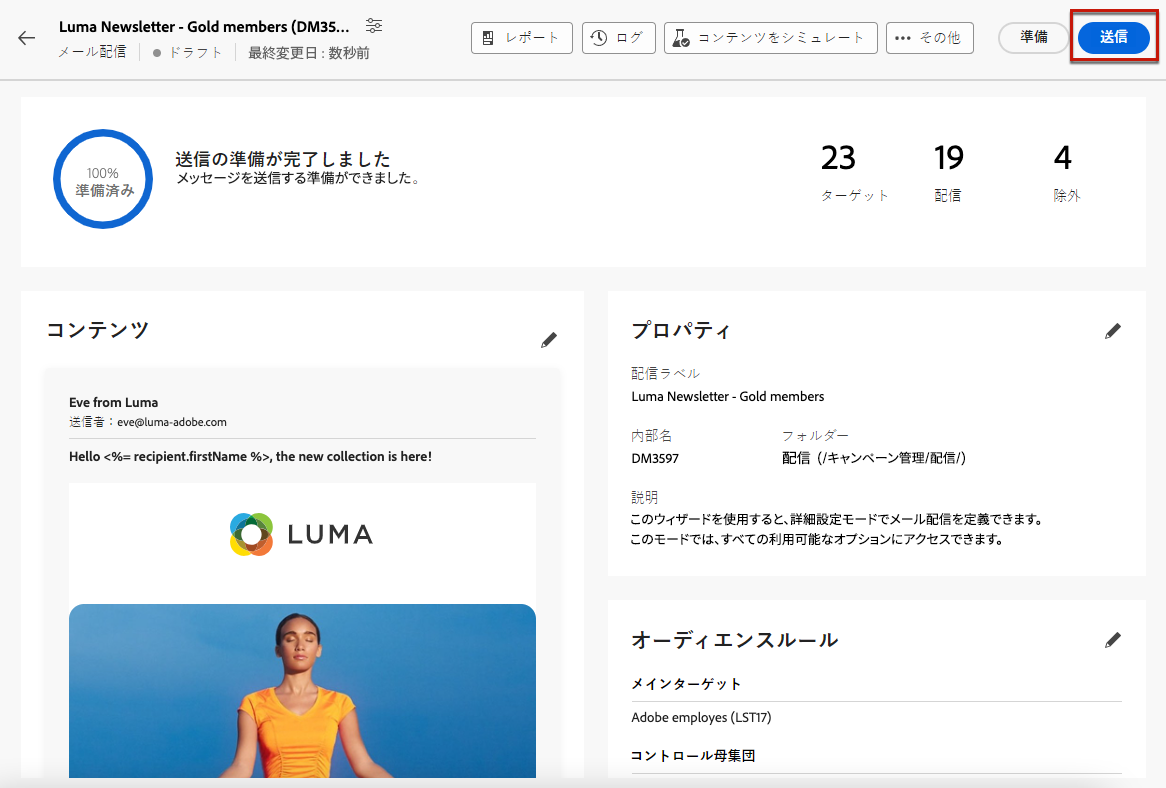 Luma Newsletter - Gold members (DM35...
メール配信
ドラフト
最終変更日 : 数秒前
レポート
ログ
コンテンツをシミュレート
その他
準備
送信
100%
準備済み
送信の準備が完了しました
メッセージを送信する準備ができました。
23
ターゲット
19
配信
4
除外
コンテンツ
Eve from Luma
送信者：eve@luma-adobe.com
Hello <%= recipient.firstName %>, the new collection is here!
LUMA
プロパティ
配信ラベル
Luma Newsletter - Gold members
内部名
DM3597
フォルダー
配信（/キャンペーン管理/配信/）
説明
このウィザードを使用すると、詳細設定モードでメール配信を定義できます。
このモードでは、すべての利用可能なオプションにアクセスできます。
オーディエンスルール
メインターゲット
Adobe employes (LST17)
コントロール母集団